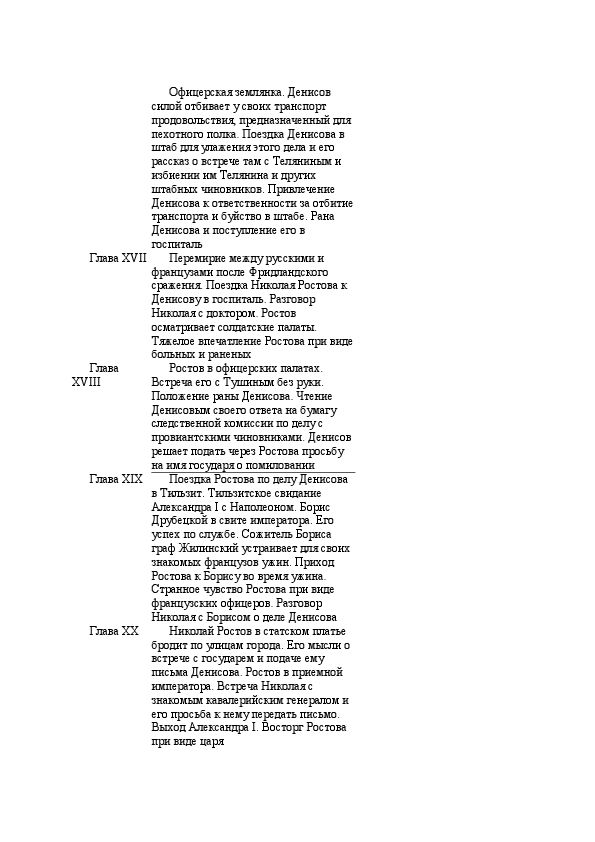 Офицерская землянка. Денисов
силой отбивает у своих транспорт
продовольствия, предназначенный для
пехотного полка. Поездка Денисова в
штаб для улажения этого дела и его
рассказ о встрече там с Теляниным и
избиении им Телянина и других
штабных чиновников. Привлечение
Денисова к ответственности за отбитие
транспорта и буйство в штабе. Рана
Денисова и поступление его в
госпиталь
Глава XVII Перемирие между русскими и
французами после Фридландского
сражения. Поездка Николая Ростова к
Денисову в госпиталь. Разговор
Николая с доктором. Ростов
осматривает солдатские палаты.
Тяжелое впечатление Ростова при виде
больных и раненых
Глава Ростов в офицерских палатах.
XVIII Встреча его с Тушиным без руки.
Положение раны Денисова. Чтение
Денисовым своего ответа на бумагу
следственной комиссии по делу с
провиантскими чиновниками. Денисов
решает подать через Ростова просьбу
на имя государя о помиловании
Глава XIX Поездка Ростова по делу Денисова
в Тильзит. Тильзитское свидание
Александра I с Наполеоном. Борис
Друбецкой в свите императора. Его
успех по службе. Сожитель Бориса
граф Жилинский устраивает для своих
знакомых французов ужин. Приход
Ростова к Борису во время ужина.
Странное чувство Ростова при виде
французских офицеров. Разговор
Николая с Борисом о деле Денисова
Глава XX Николай Ростов в статском платье
бродит по улицам города. Его мысли о
встрече с государем и подаче ему
письма Денисова. Ростов в приемной
императора. Встреча Николая с
знакомым кавалерийским генералом и
его просьба к нему передать письмо.
Выход Александра I. Восторг Ростова
при виде царя